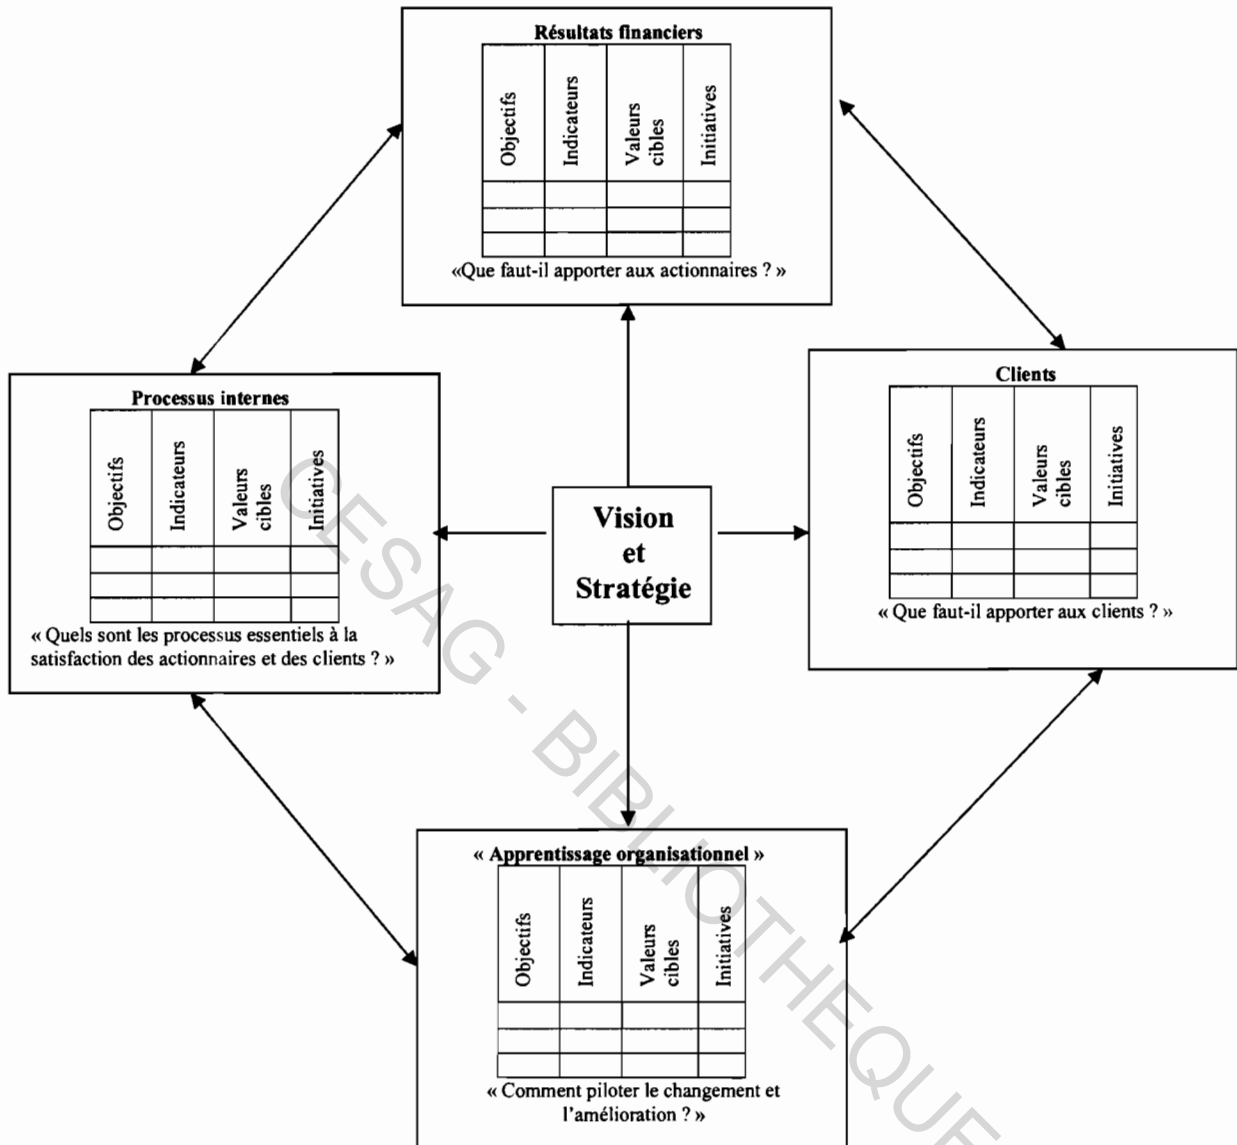 Résultats financiers
Objectifs
Indicateurs
Valeurs
cibles
Initiatives
«Que faut-il apporter aux actionnaires ? »
Processus internes
Objectifs
Indicateurs
Valeurs
cibles
Initiatives
« Quels sont les processus essentiels à la
satisfaction des actionnaires et des clients ? »
Vision
et
Stratégie
Clients
Objectifs
Indicateurs
Valeurs
cibles
Initiatives
« Que faut-il apporter aux clients ? »
« Apprentissage organisationnel »
Objectifs
Indicateurs
Valeurs
cibles
Initiatives
« Comment piloter le changement et
l'amélioration ? »
CESAG - BIBLIOTHEQUE